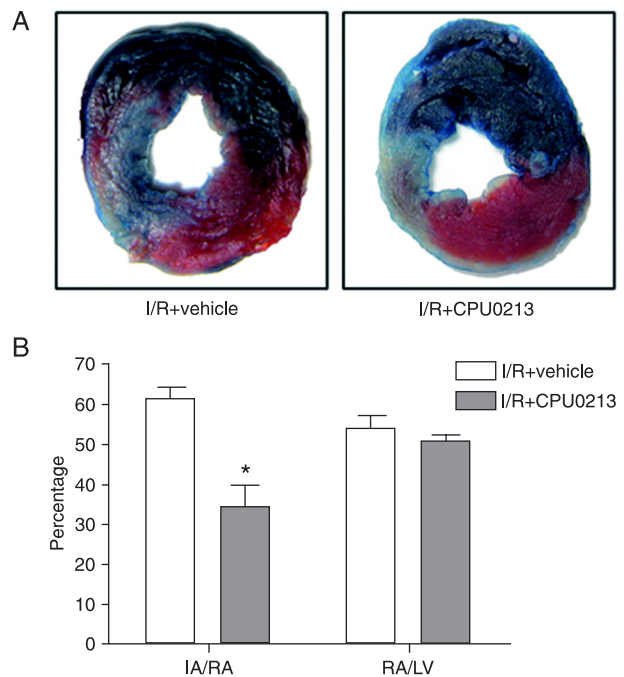 A
I/R+vehicle
I/R+CPU0213
B
I/R+vehicle
I/R+CPU0213
Percentage
70
60
50
40
30
20
10
0
*
IA/RA
RA/LV